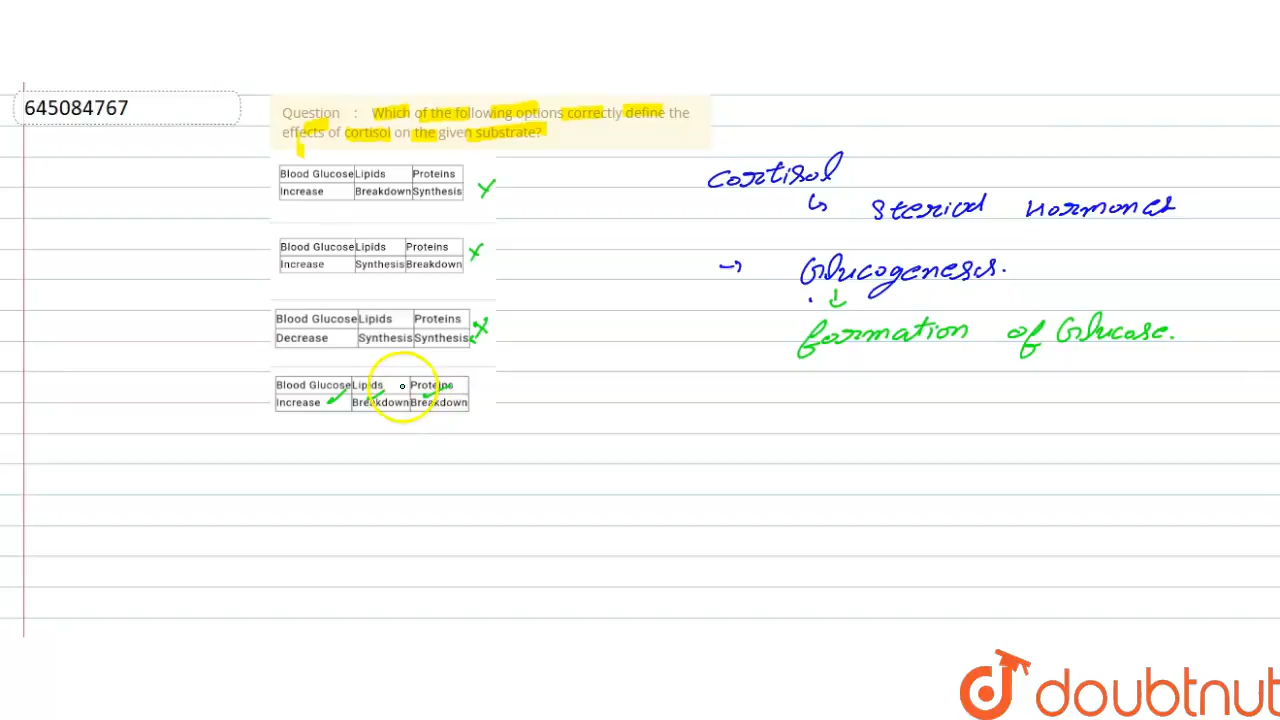 645084767
Question : Which of the following options correctly define the
effects of cortisol on the given substrate?
Blood Glucose Lipids Proteins
Increase Breakdown Synthesis
Blood Glucose Lipids Proteins
Increase Synthesis Breakdown
Blood Glucose Lipids Proteins
Decrease Synthesis Synthesis
Blood Glucose Lipids Proteins
Increase Breakdown Breakdown
Cortisol
↳ steriod Hormones
→ Glucogenesis.
↓
formation of Glucose.
doubtnut